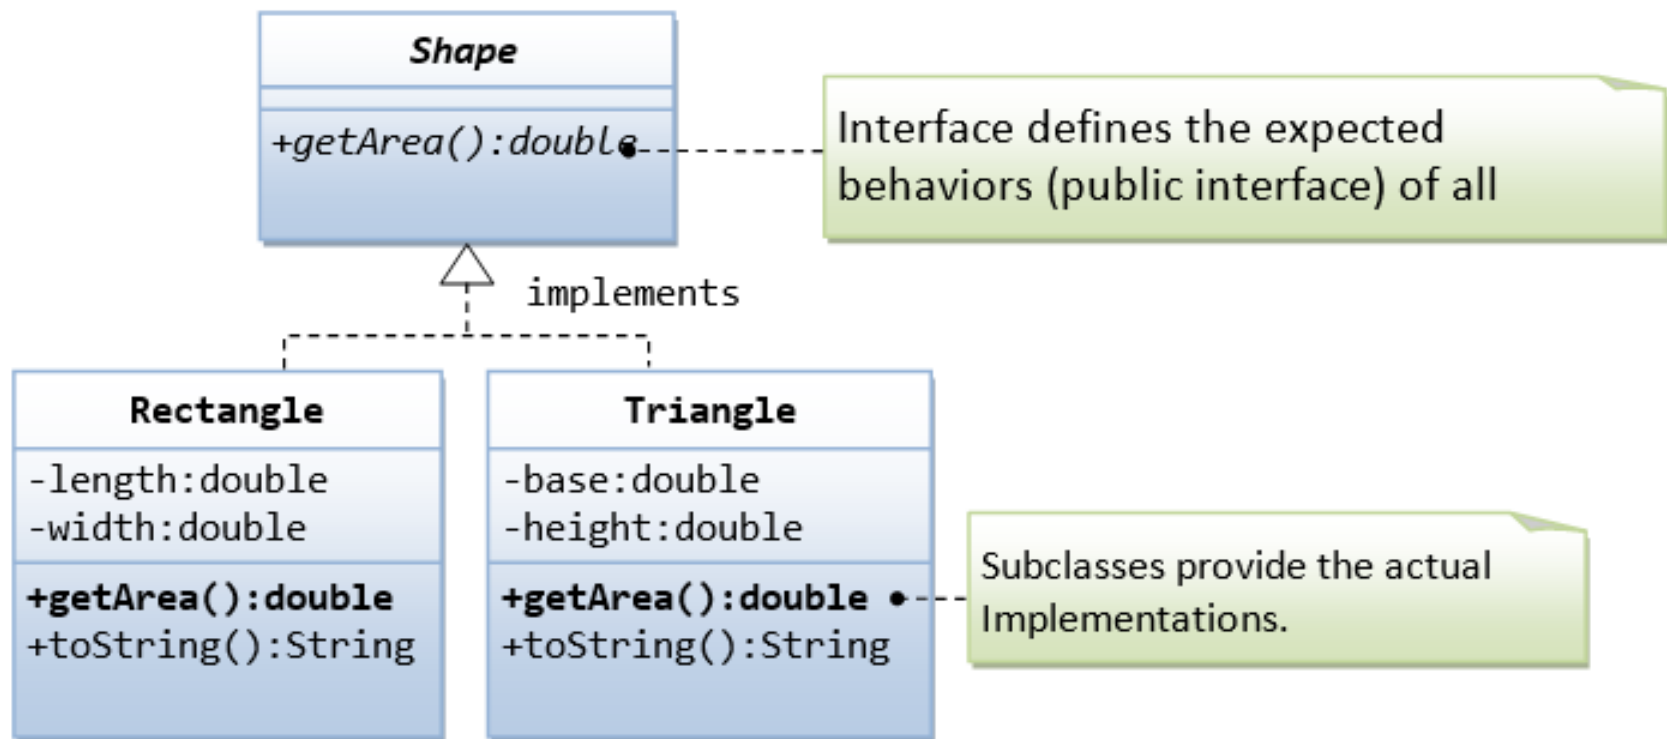 Shape
+getArea():double
Interface defines the expected
behaviors (public interface) of all
implements
Rectangle
-length:double
-width:double
+getArea():double
+toString():String
Triangle
-base:double
-height:double
+getArea():double
+toString():String
Subclasses provide the actual
Implementations.